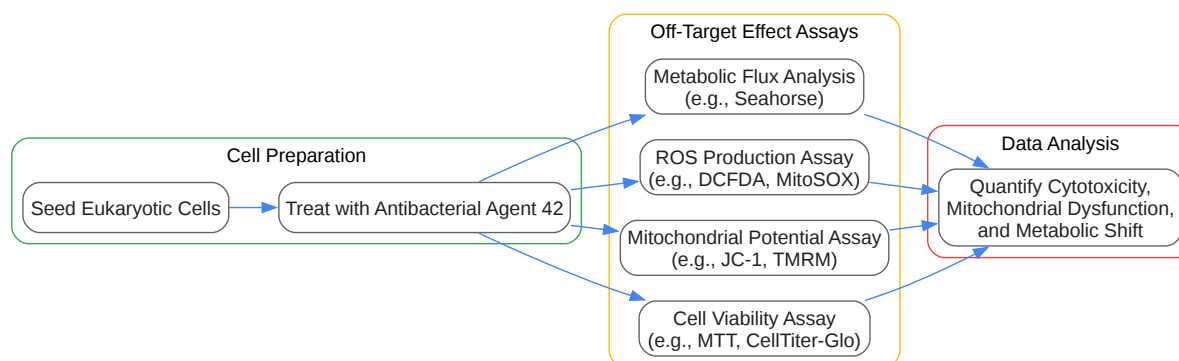 Cell Preparation
Seed Eukaryotic Cells
Treat with Antibacterial Agent 42
Off-Target Effect Assays
Metabolic Flux Analysis
(e.g., Seahorse)
ROS Production Assay
(e.g., DCFDA, MitoSOX)
Mitochondrial Potential Assay
(e.g., JC-1, TMRM)
Cell Viability Assay
(e.g., MTT, CellTiter-Glo)
Data Analysis
Quantify Cytotoxicity,
Mitochondrial Dysfunction,
and Metabolic Shift